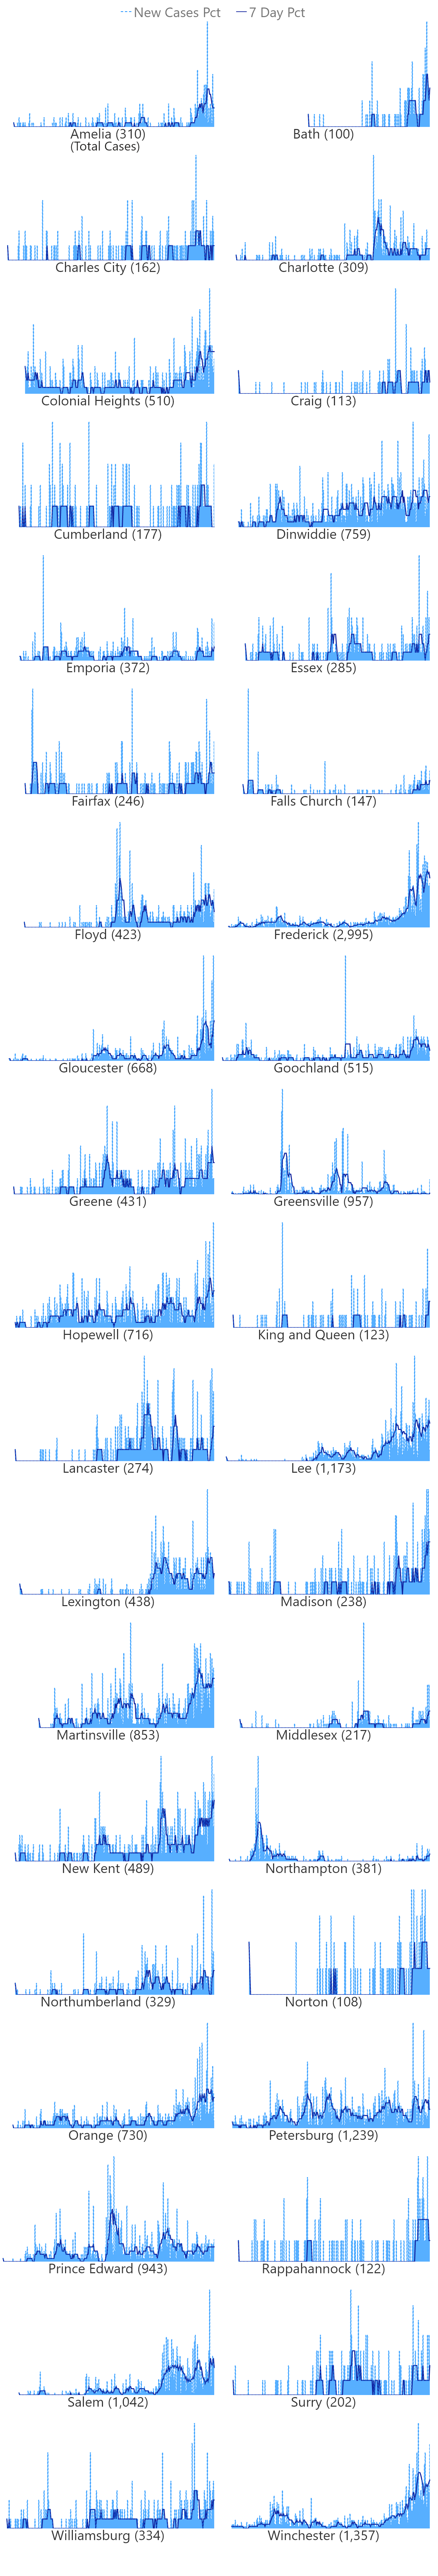 New Cases Pct 7 Day Pct
Amelia (310) Bath (100)
(Total Cases)
Charles City (162) Charlotte (309)
Colonial Heights (510) Craig (113)
Cumberland (177) Dinwiddie (759)
Emporia (372) Essex (285)
Fairfax (246) Falls Church (147)
Floyd (423) Frederick (2,995)
Gloucester (668) Goochland (515)
Greene (431) Greensville (957)
Hopewell (716) King and Queen (123)
Lancaster (274) Lee (1,173)
Lexington (438) Madison (238)
Martinsville (853) Middlesex (217)
New Kent (489) Northampton (381)
Northumberland (329) Norton (108)
Orange (730) Petersburg (1,239)
Prince Edward (943) Rappahannock (122)
Salem (1,042) Surry (202)
Williamsburg (334) Winchester (1,357)